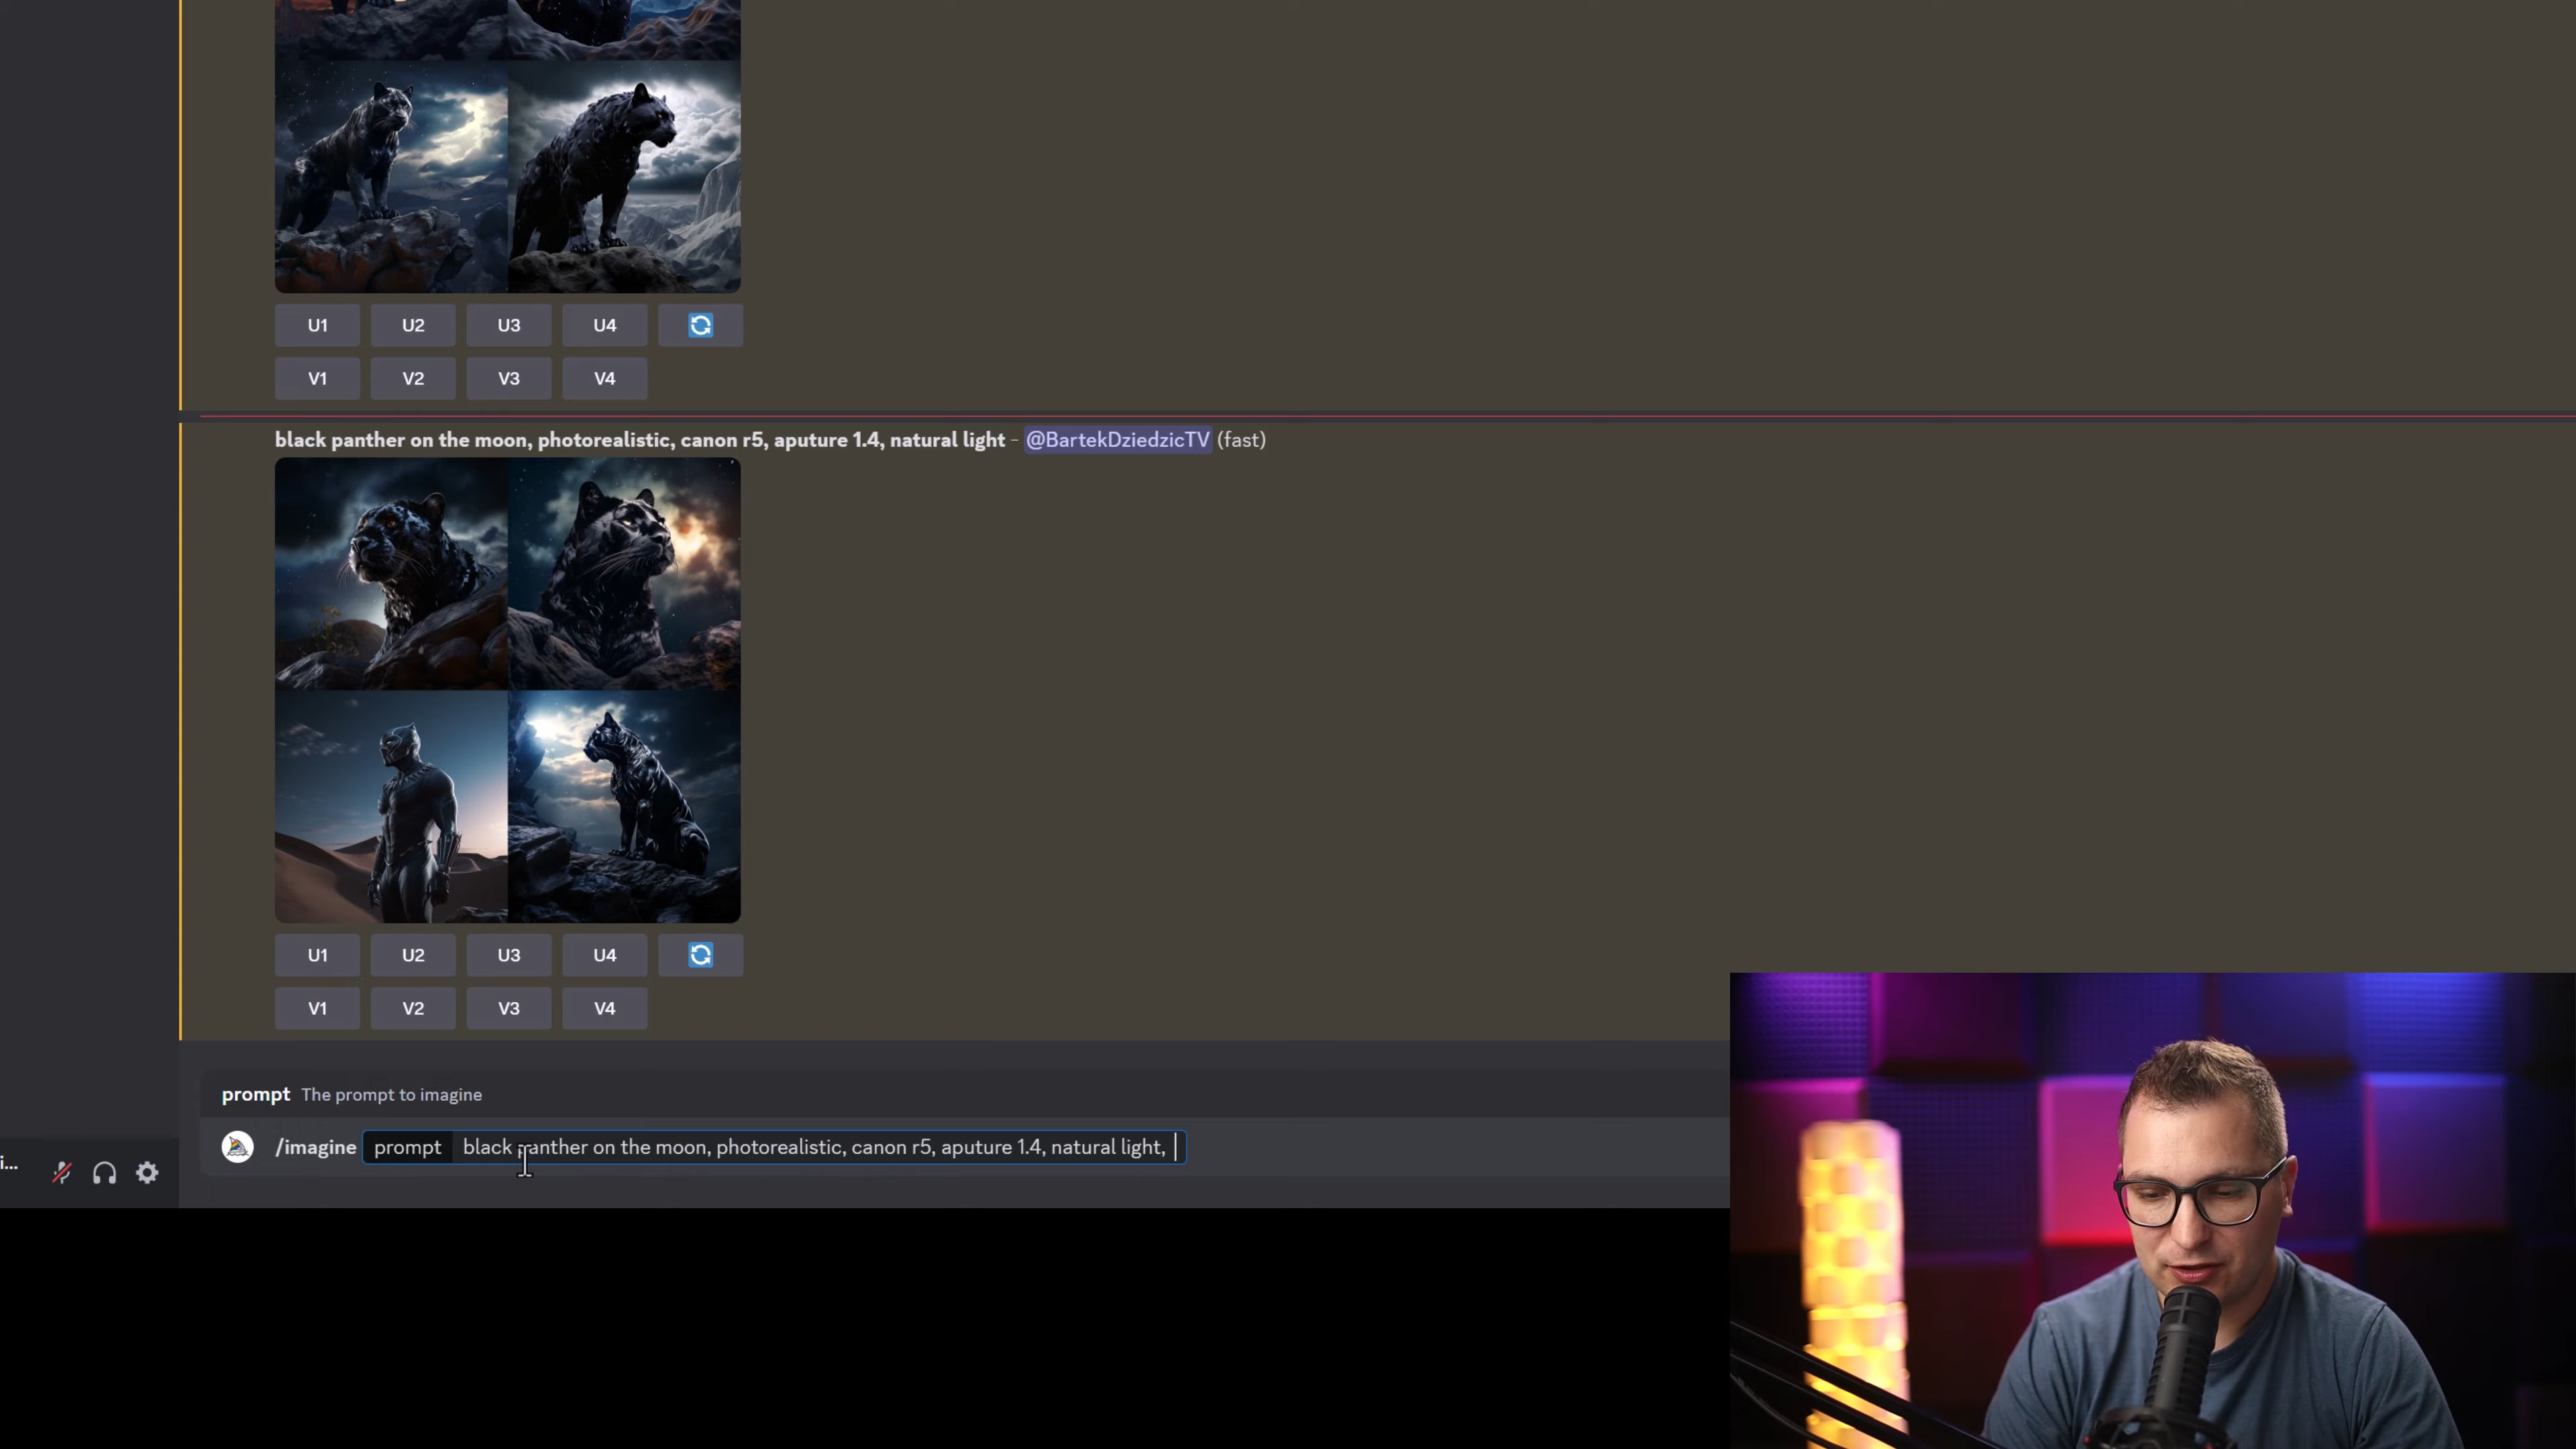 U1 U2 U3 U4
V1 V2 V3 V4
black panther on the moon, photorealistic, canon r5, aputure 1.4, natural light - @BartekDziedzicTV (fast)
U1 U2 U3 U4
V1 V2 V3 V4
prompt The prompt to imagine
/imagine prompt black panther on the moon, photorealistic, canon r5, aputure 1.4, natural light,
i...